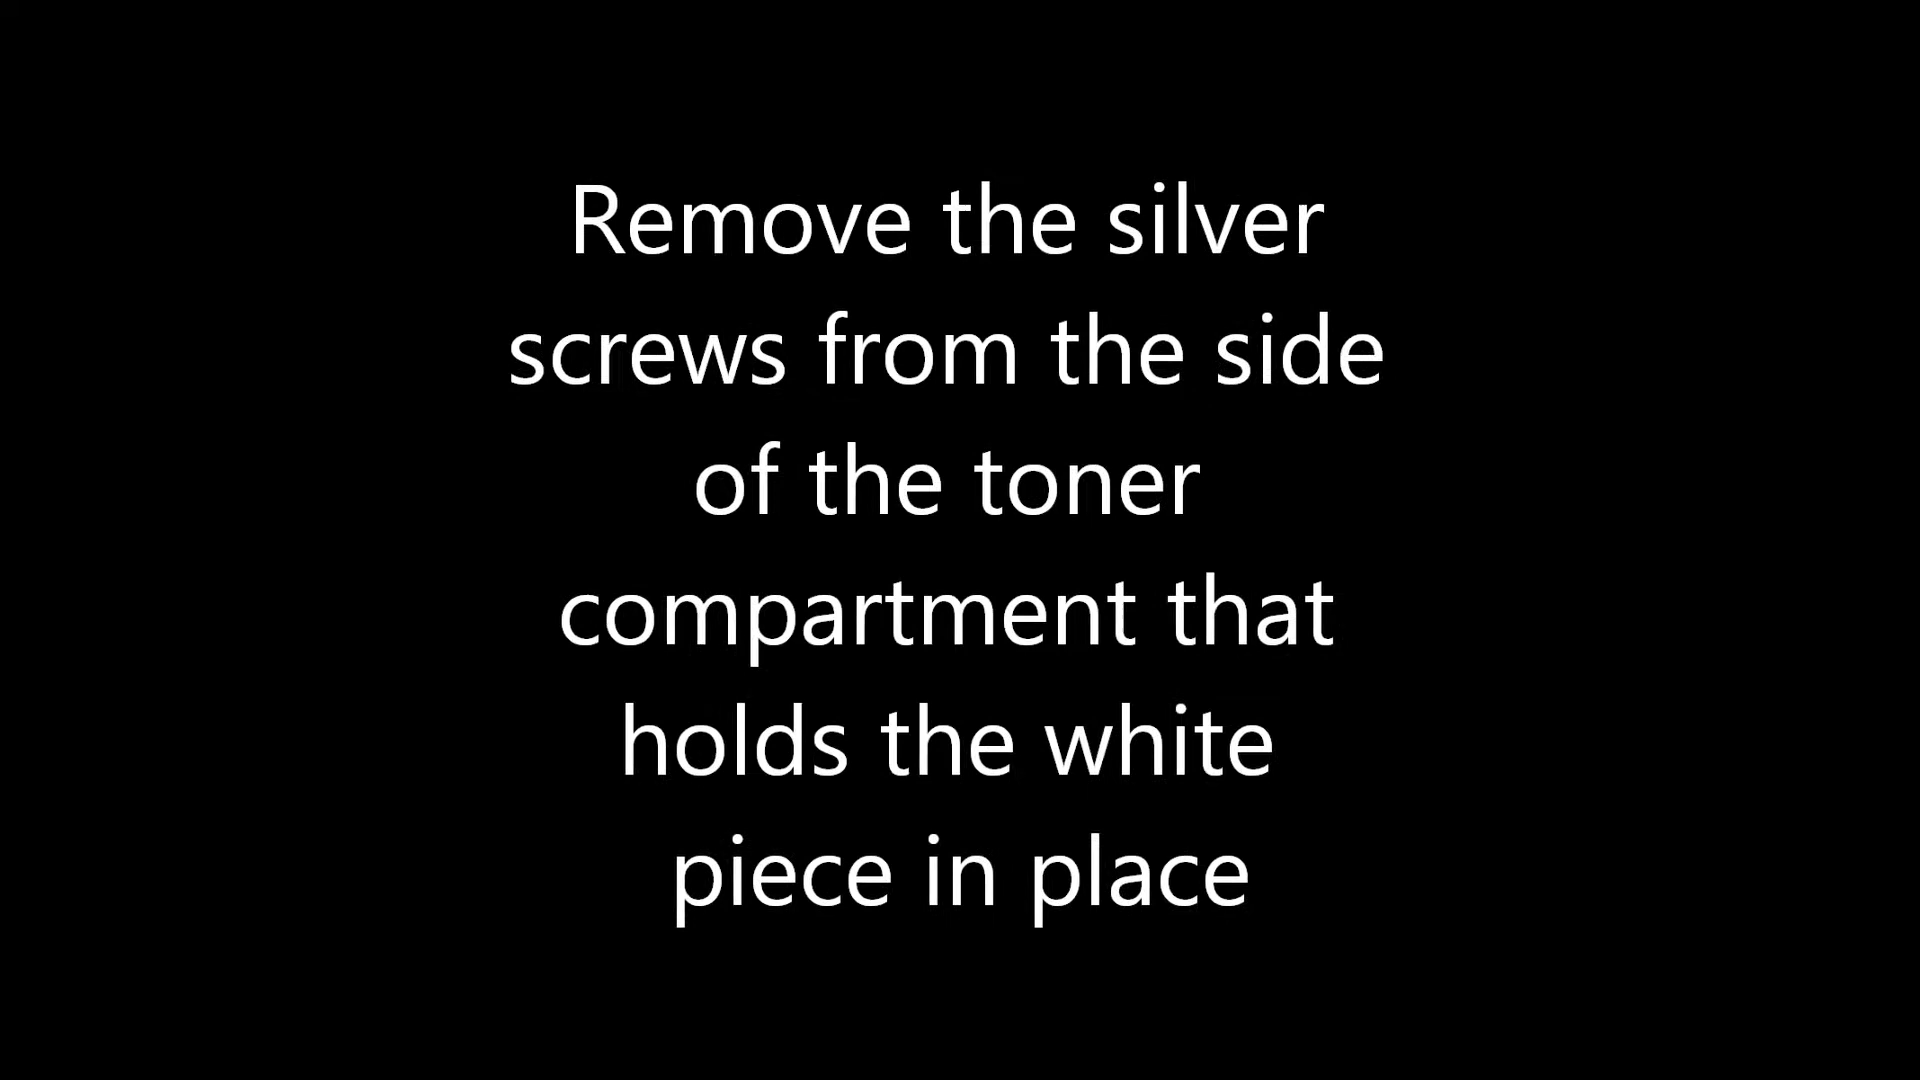 Remove the silver
screws from the side
of the toner
compartment that
holds the white
piece in place